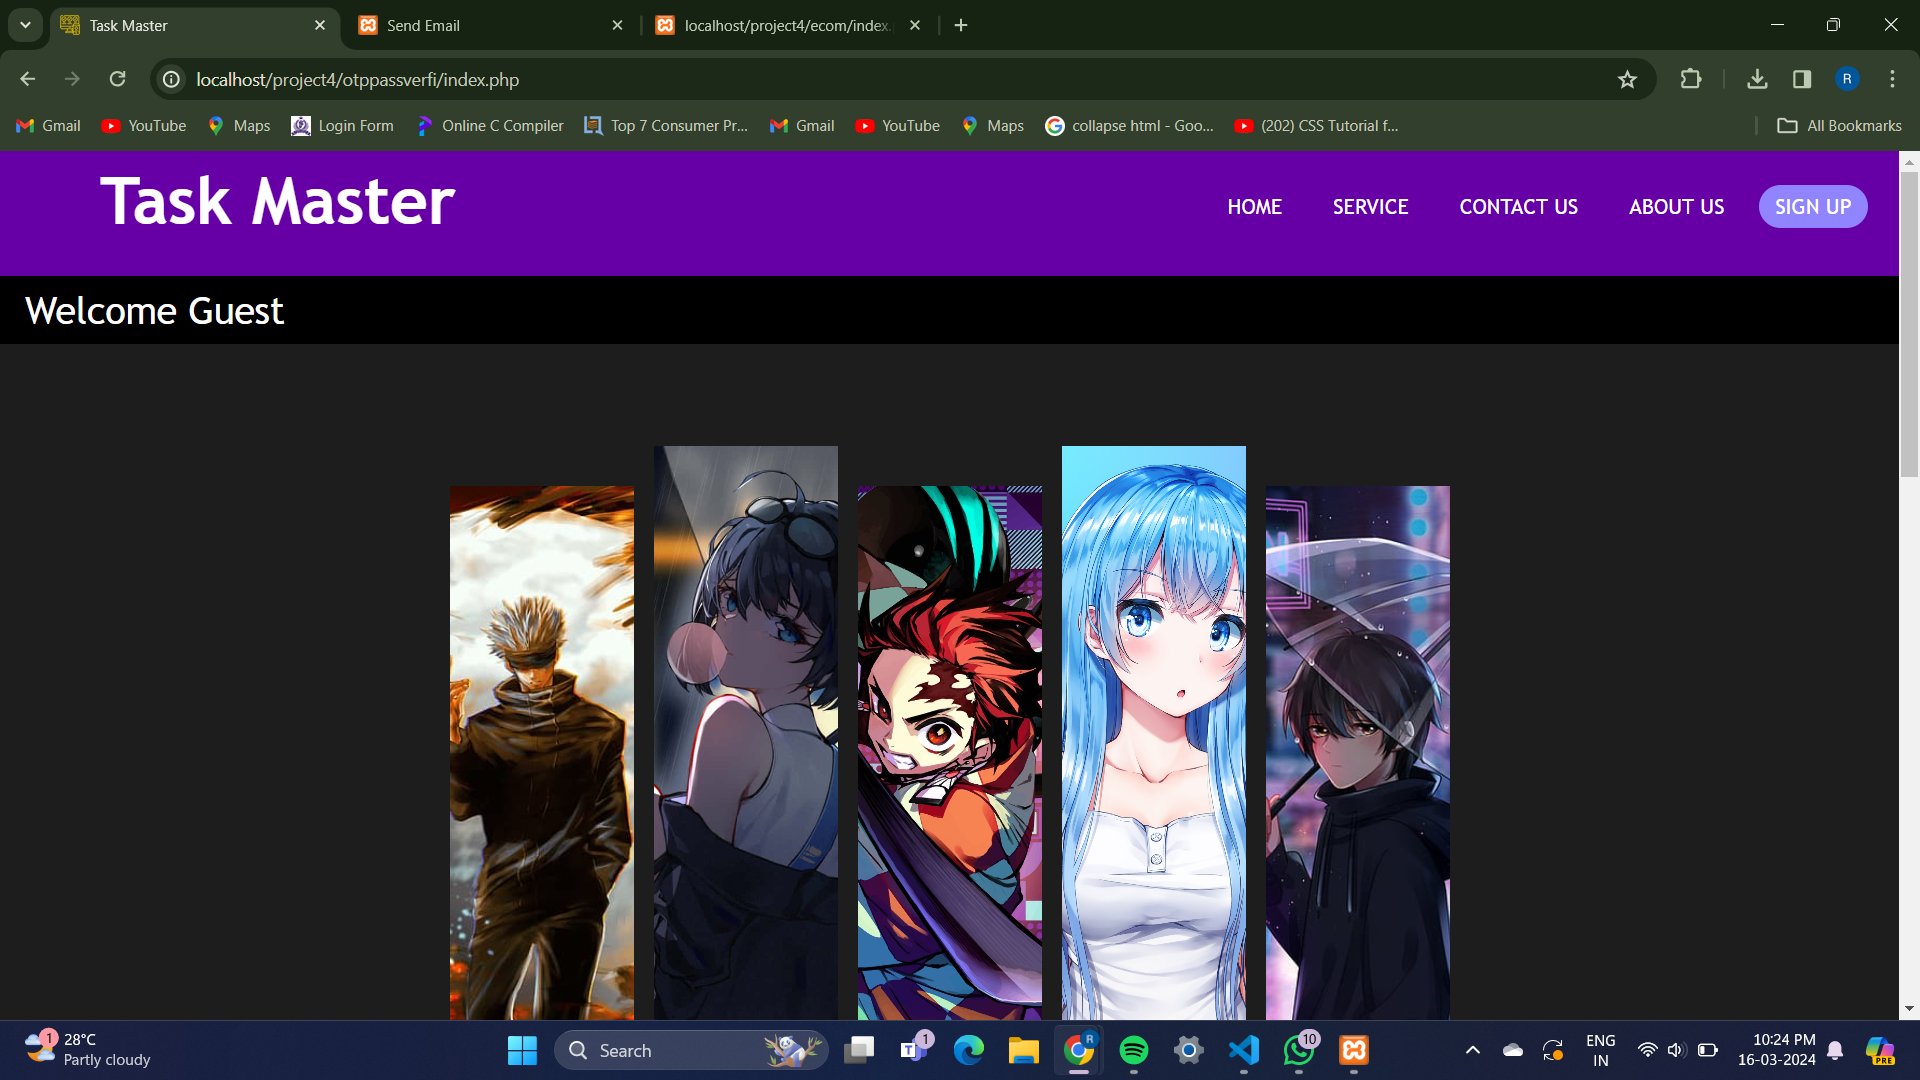 Task Master
Send Email
localhost/project4/ecom/index.
localhost/project4/otppassverfi/index.php
R
Gmail
YouTube
Maps
Login Form
Online C Compiler
Top 7 Consumer Pr...
Gmail
YouTube
Maps
collapse html - Goo...
(202) CSS Tutorial f...
All Bookmarks
Task Master
HOME
SERVICE
CONTACT US
ABOUT US
SIGN UP
Welcome Guest
1
28°C
Partly cloudy
Search
1
R
10
ENG
IN
10:24 PM
16-03-2024
PRE